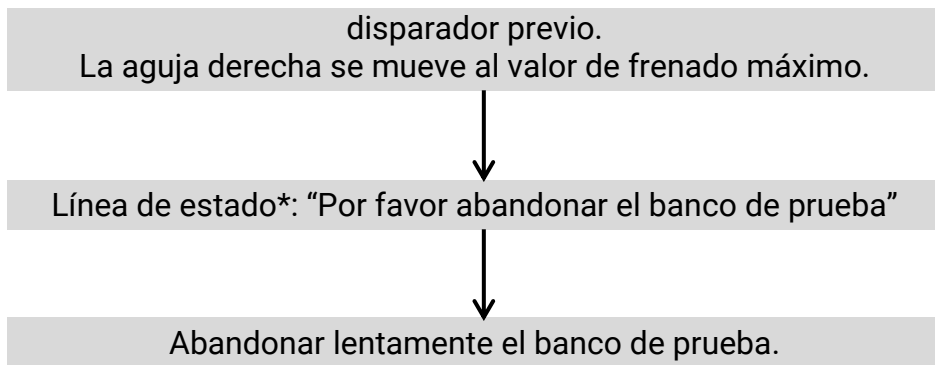 disparador previo.
La aguja derecha se mueve al valor de frenado máximo.
Línea de estado*: “Por favor abandonar el banco de prueba”
Abandonar lentamente el banco de prueba.